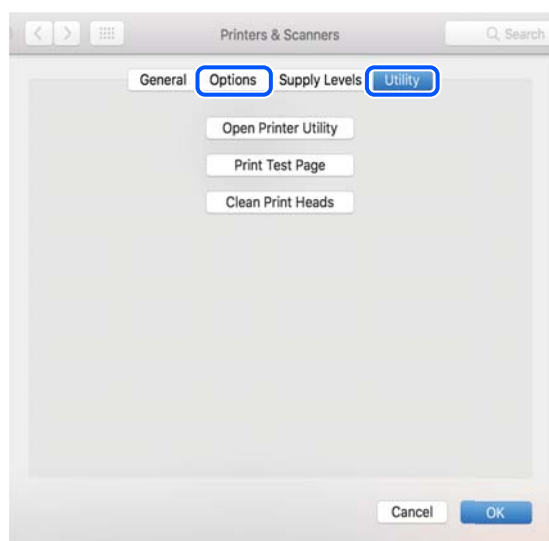 Printers & Scanners Search
General Options Supply Levels Utility
Open Printer Utility
Print Test Page
Clean Print Heads
Cancel OK